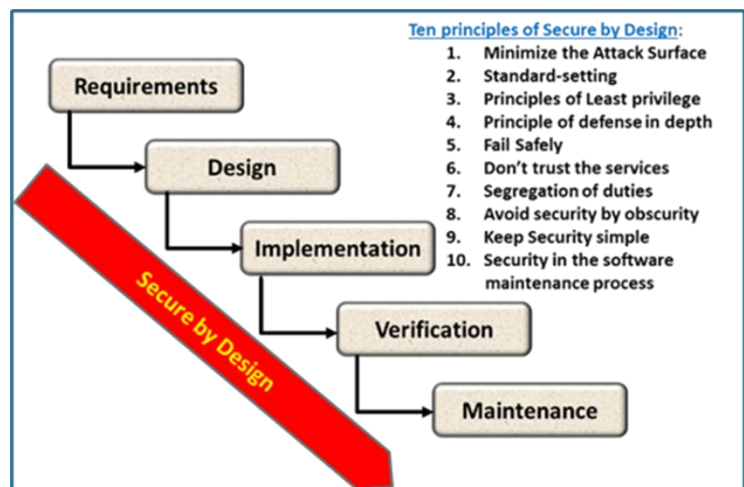 Ten principles of Secure by Design:
1. Minimize the Attack Surface
2. Standard-setting
3. Principles of Least privilege
4. Principle of defense in depth
5. Fail Safely
6. Don't trust the services
7. Segregation of duties
8. Avoid security by obscurity
9. Keep Security simple
10. Security in the software
maintenance process
Requirements
Design
Implementation
Verification
Maintenance
Secure by Design